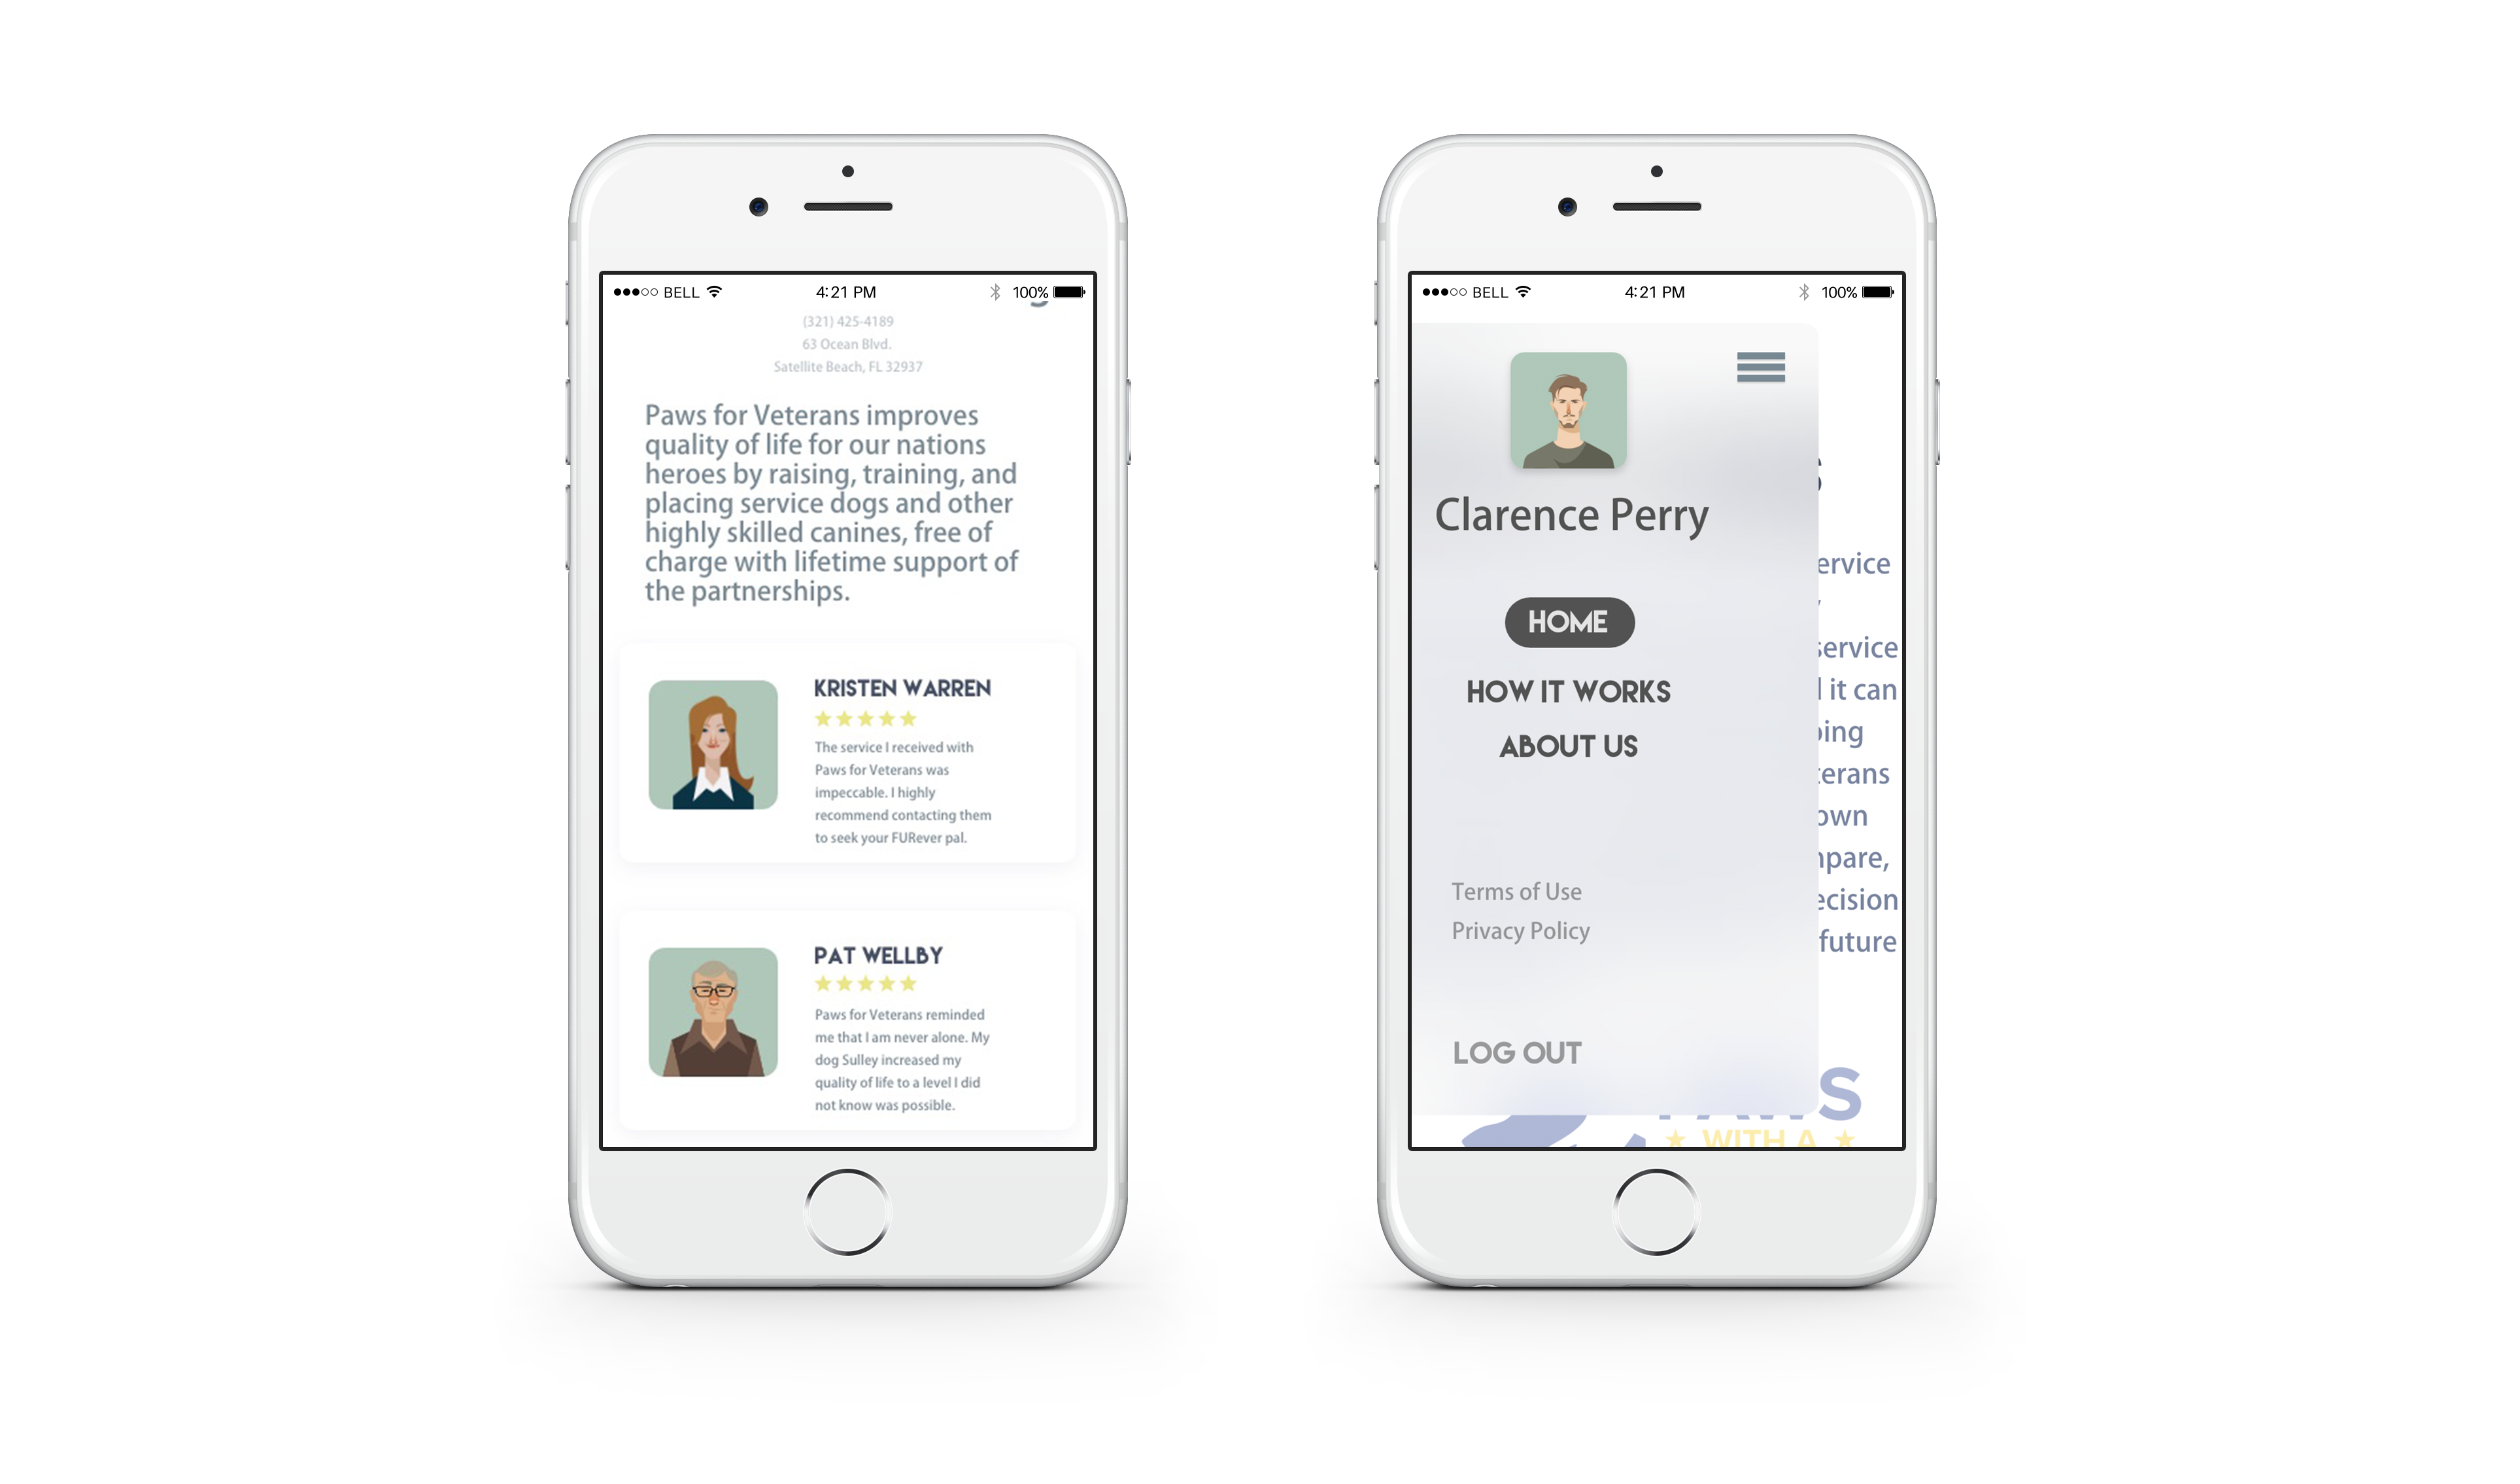 BELL
4:21 PM
100%
(321) 425-4189
63 Ocean Blvd.
Satellite Beach, FL 32937
Paws for Veterans improves
quality of life for our nations
heroes by raising, training, and
placing service dogs and other
highly skilled canines, free of
charge with lifetime support of
the partnerships.
KRISTEN WARREN
The service I received with
Paws for Veterans was
impeccable. I highly
recommend contacting them
to seek your FURever pal.
PAT WELLBY
Paws for Veterans reminded
me that I am never alone. My
dog Sulley increased my
quality of life to a level I did
not know was possible.
BELL
4:21 PM
100%
Clarence Perry
HOME
HOW IT WORKS
ABOUT US
Terms of Use
Privacy Policy
LOG OUT
ervice
service
it can
terans
own
pare,
ecision
future
PAWS
WITH A